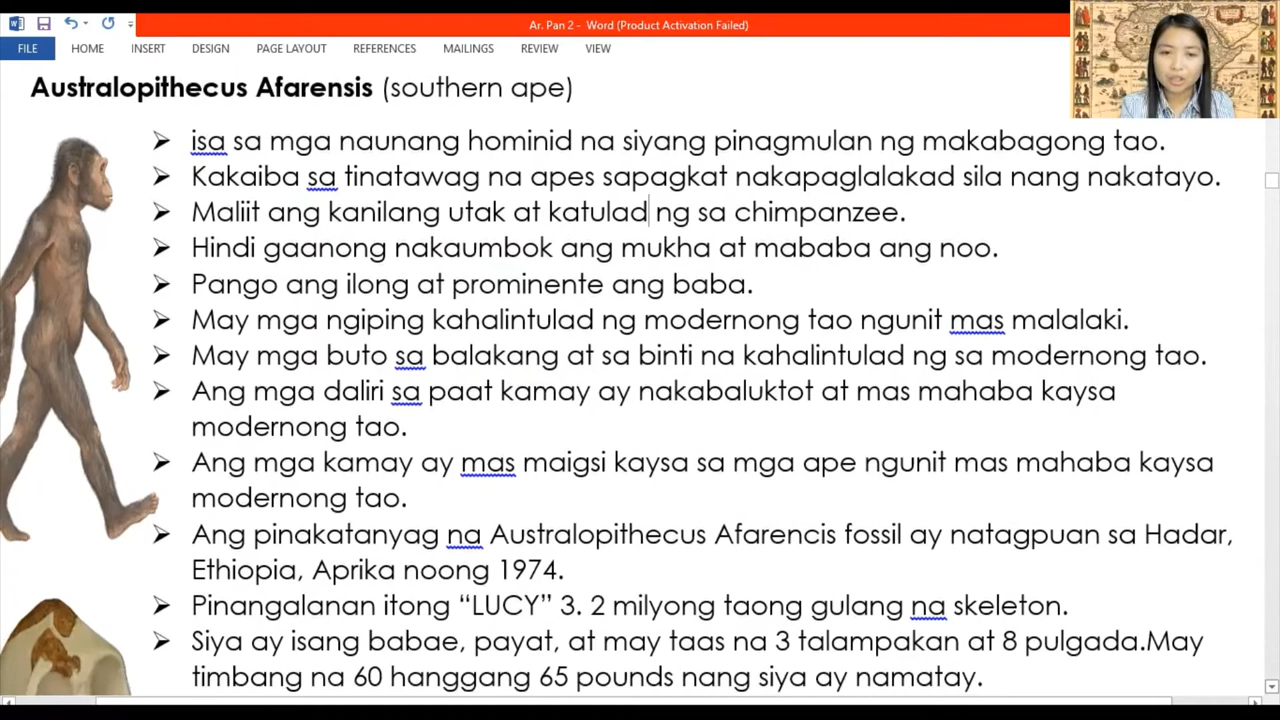 Ar. Pan 2 - Word (Product Activation Failed)
FILE HOME INSERT DESIGN PAGE LAYOUT REFERENCES MAILINGS REVIEW VIEW
Australopithecus Afarensis (southern ape)
➢ isa sa mga naunang hominid na siyang pinagmulan ng makabagong tao.
➢ Kakaiba sa tinatawag na apes sapagkat nakapaglalakad sila nang nakatayo.
➢ Maliit ang kanilang utak at katulad ng sa chimpanzee.
➢ Hindi gaanong nakaumbok ang mukha at mababa ang noo.
➢ Pango ang ilong at prominente ang baba.
➢ May mga ngiping kahalintulad ng modernong tao ngunit mas malalaki.
➢ May mga buto sa balakang at sa binti na kahalintulad ng sa modernong tao.
➢ Ang mga daliri sa paat kamay ay nakabaluktot at mas mahaba kaysa
modernong tao.
➢ Ang mga kamay ay mas maigsi kaysa sa mga ape ngunit mas mahaba kaysa
modernong tao.
➢ Ang pinakatanyag na Australopithecus Afarencis fossil ay natagpuan sa Hadar,
Ethiopia, Aprika noong 1974.
➢ Pinangalanan itong “LUCY” 3. 2 milyong taong gulang na skeleton.
➢ Siya ay isang babae, payat, at may taas na 3 talampakan at 8 pulgada.May
timbang na 60 hanggang 65 pounds nang siya ay namatay.